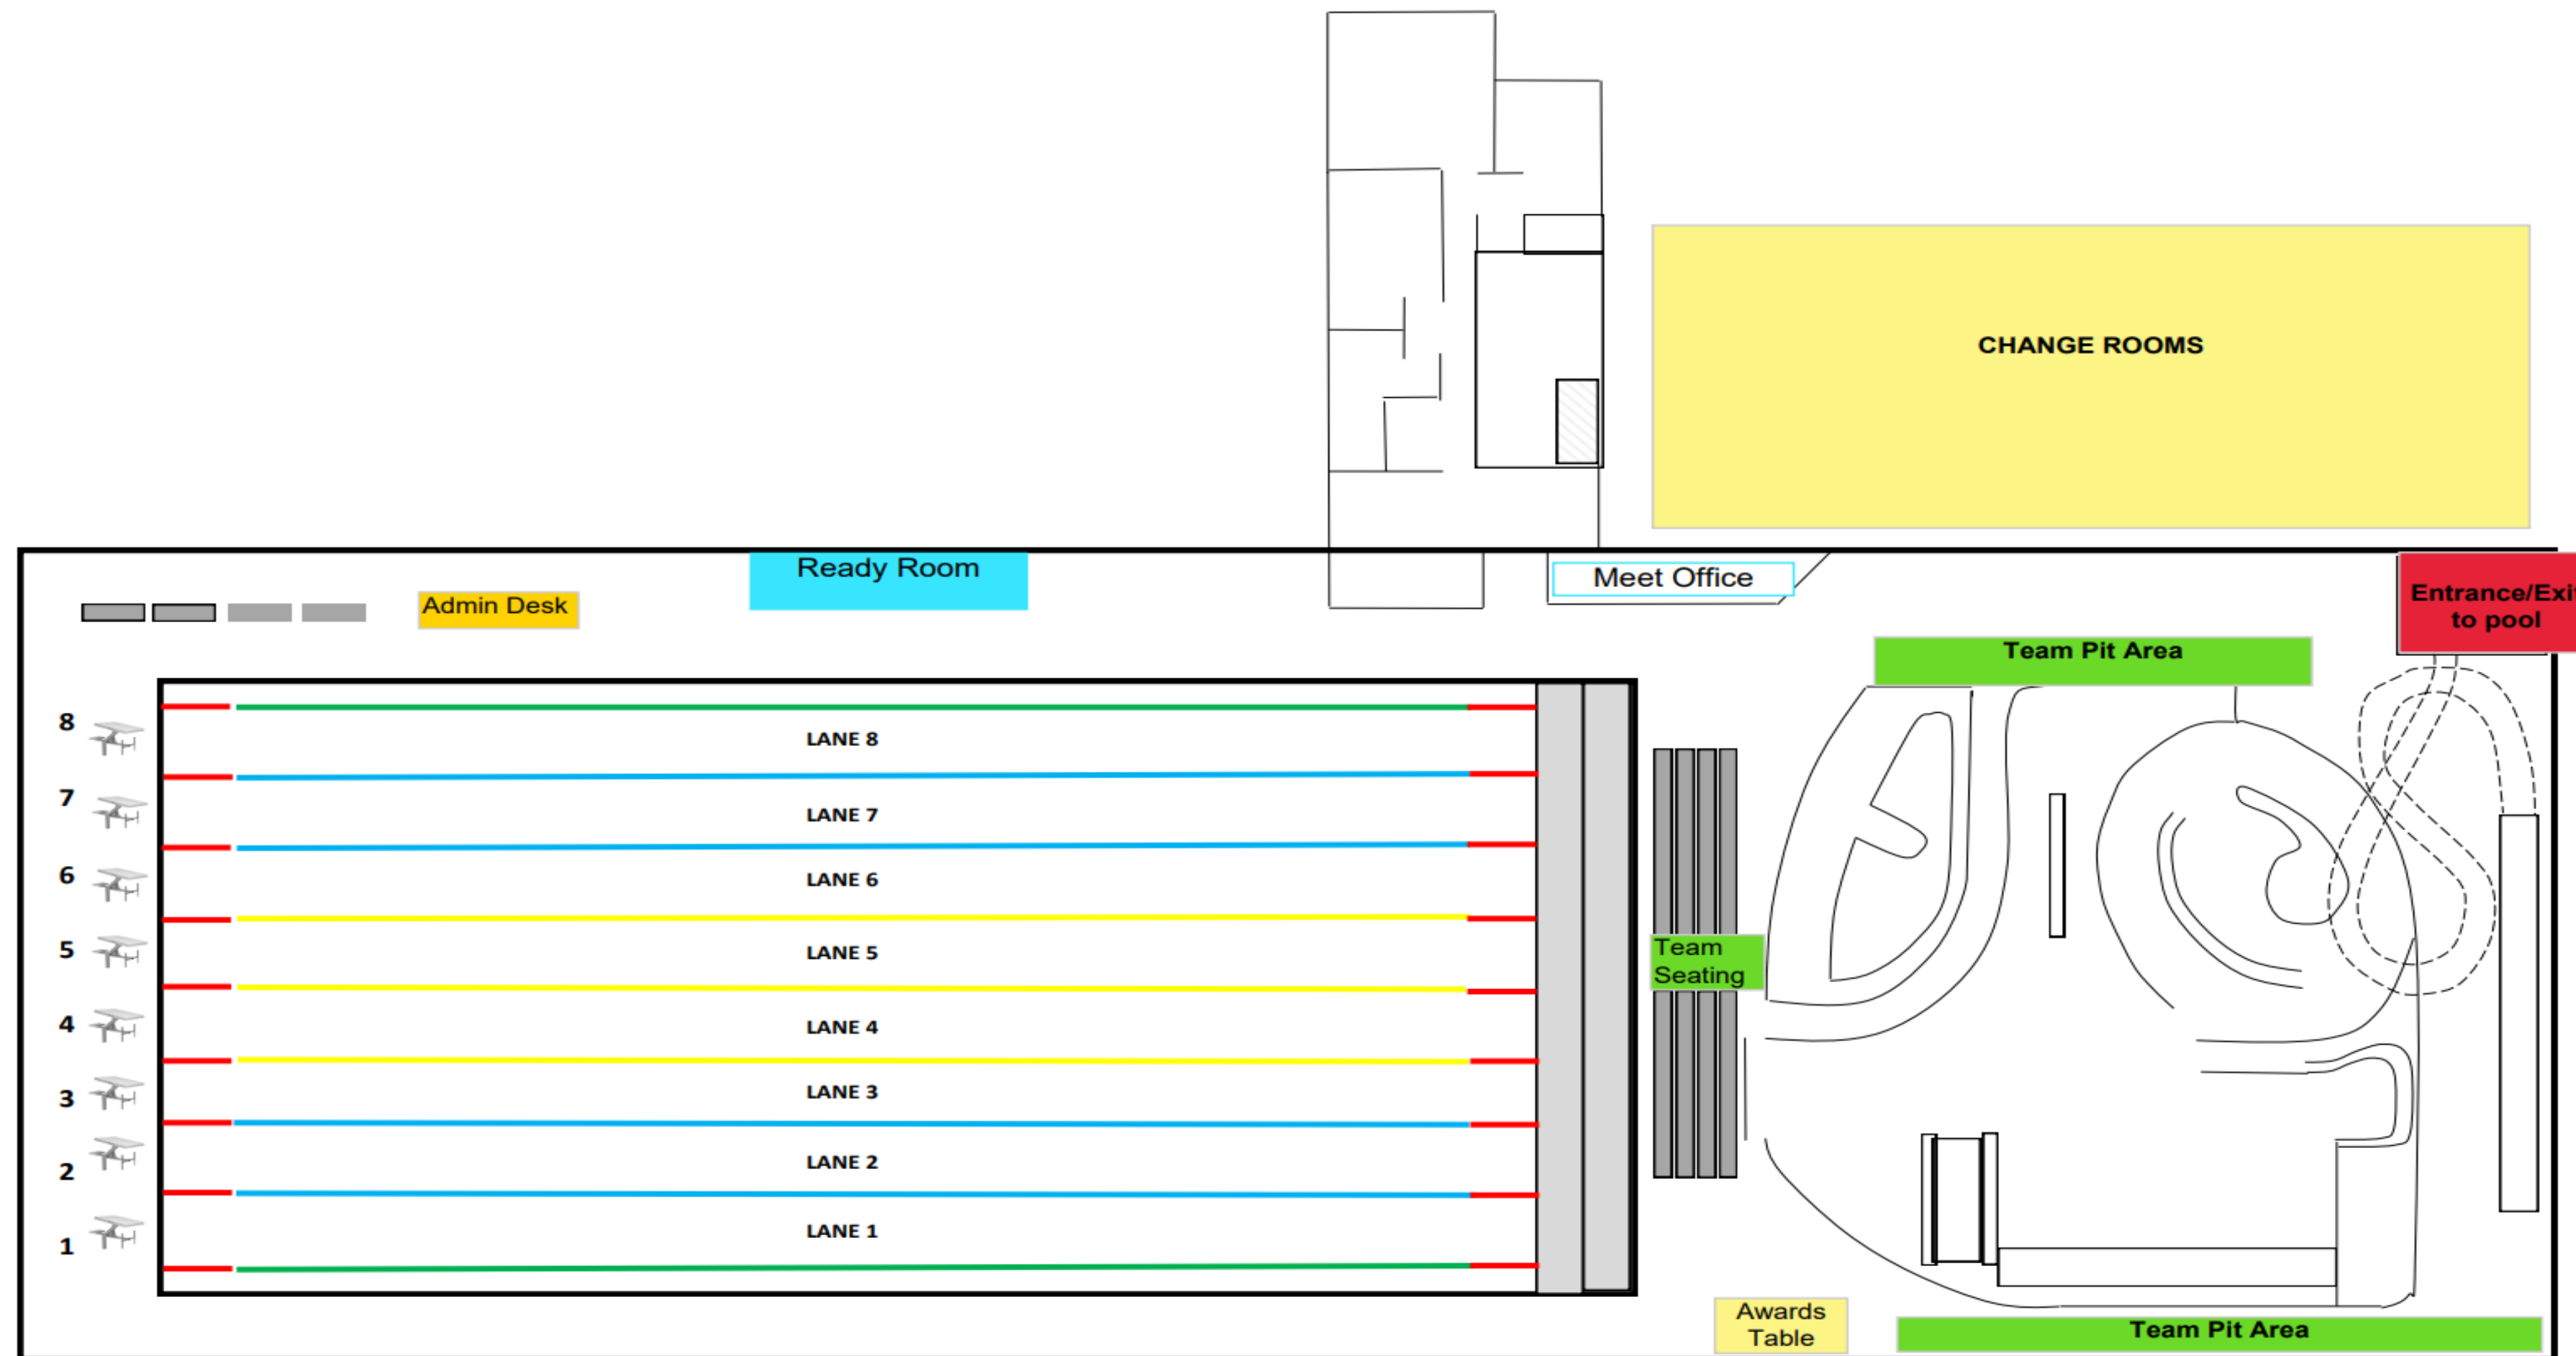 CHANGE ROOMS
Ready Room
Meet Office
Entrance/Exit
to pool
Admin Desk
Team Pit Area
8
LANE 8
7
LANE 7
6
LANE 6
5
LANE 5
Team
Seating
4
LANE 4
3
LANE 3
2
LANE 2
1
LANE 1
Awards
Table
Team Pit Area